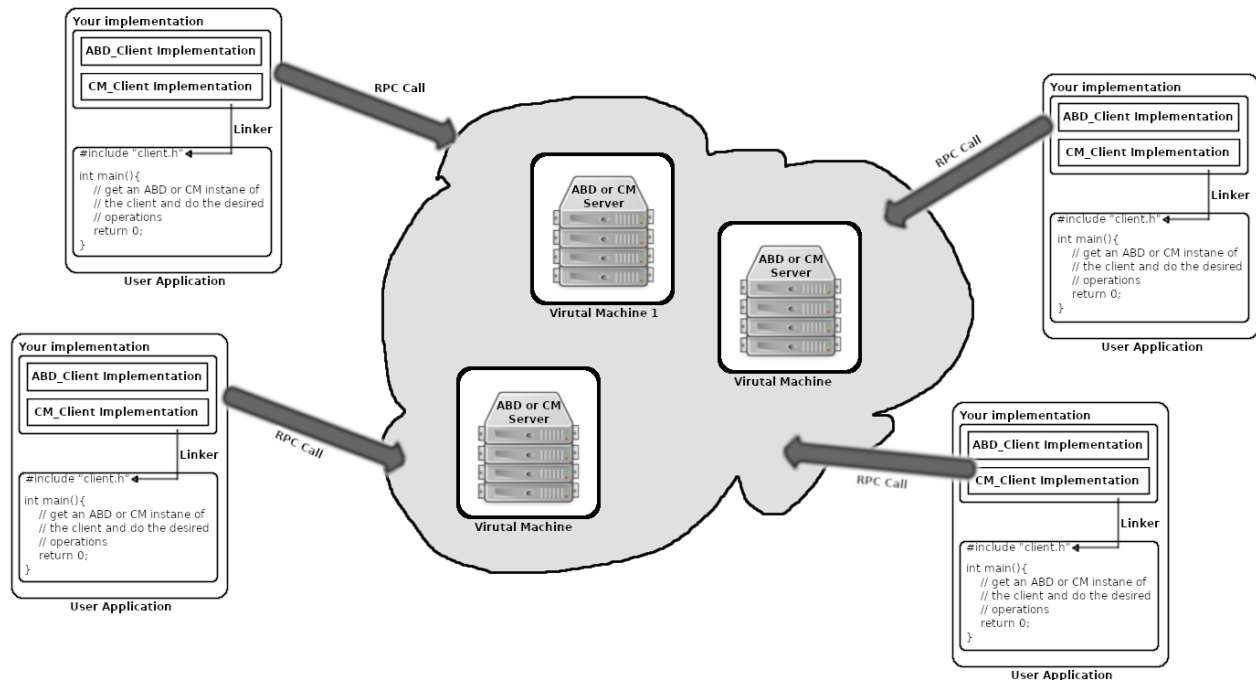 Your implementation
ABD_Client Implementation
CM_Client Implementation
Linker
#include "client.h"
int main(){
// get an ABD or CM instane of
// the client and do the desired
// operations
return 0;
}
User Application
RPC Call
ABD or CM
Server
Virutal Machine 1
ABD or CM
Server
Virutal Machine
RPC Call
Your implementation
ABD_Client Implementation
CM_Client Implementation
Linker
#include "client.h"
int main(){
// get an ABD or CM instane of
// the client and do the desired
// operations
return 0;
}
User Application
Your implementation
ABD_Client Implementation
CM_Client Implementation
Linker
#include "client.h"
int main(){
// get an ABD or CM instane of
// the client and do the desired
// operations
return 0;
}
User Application
RPC Call
ABD or CM
Server
Virutal Machine
RPC Call
Your implementation
ABD_Client Implementation
CM_Client Implementation
Linker
#include "client.h"
int main(){
// get an ABD or CM instane of
// the client and do the desired
// operations
return 0;
}
User Application